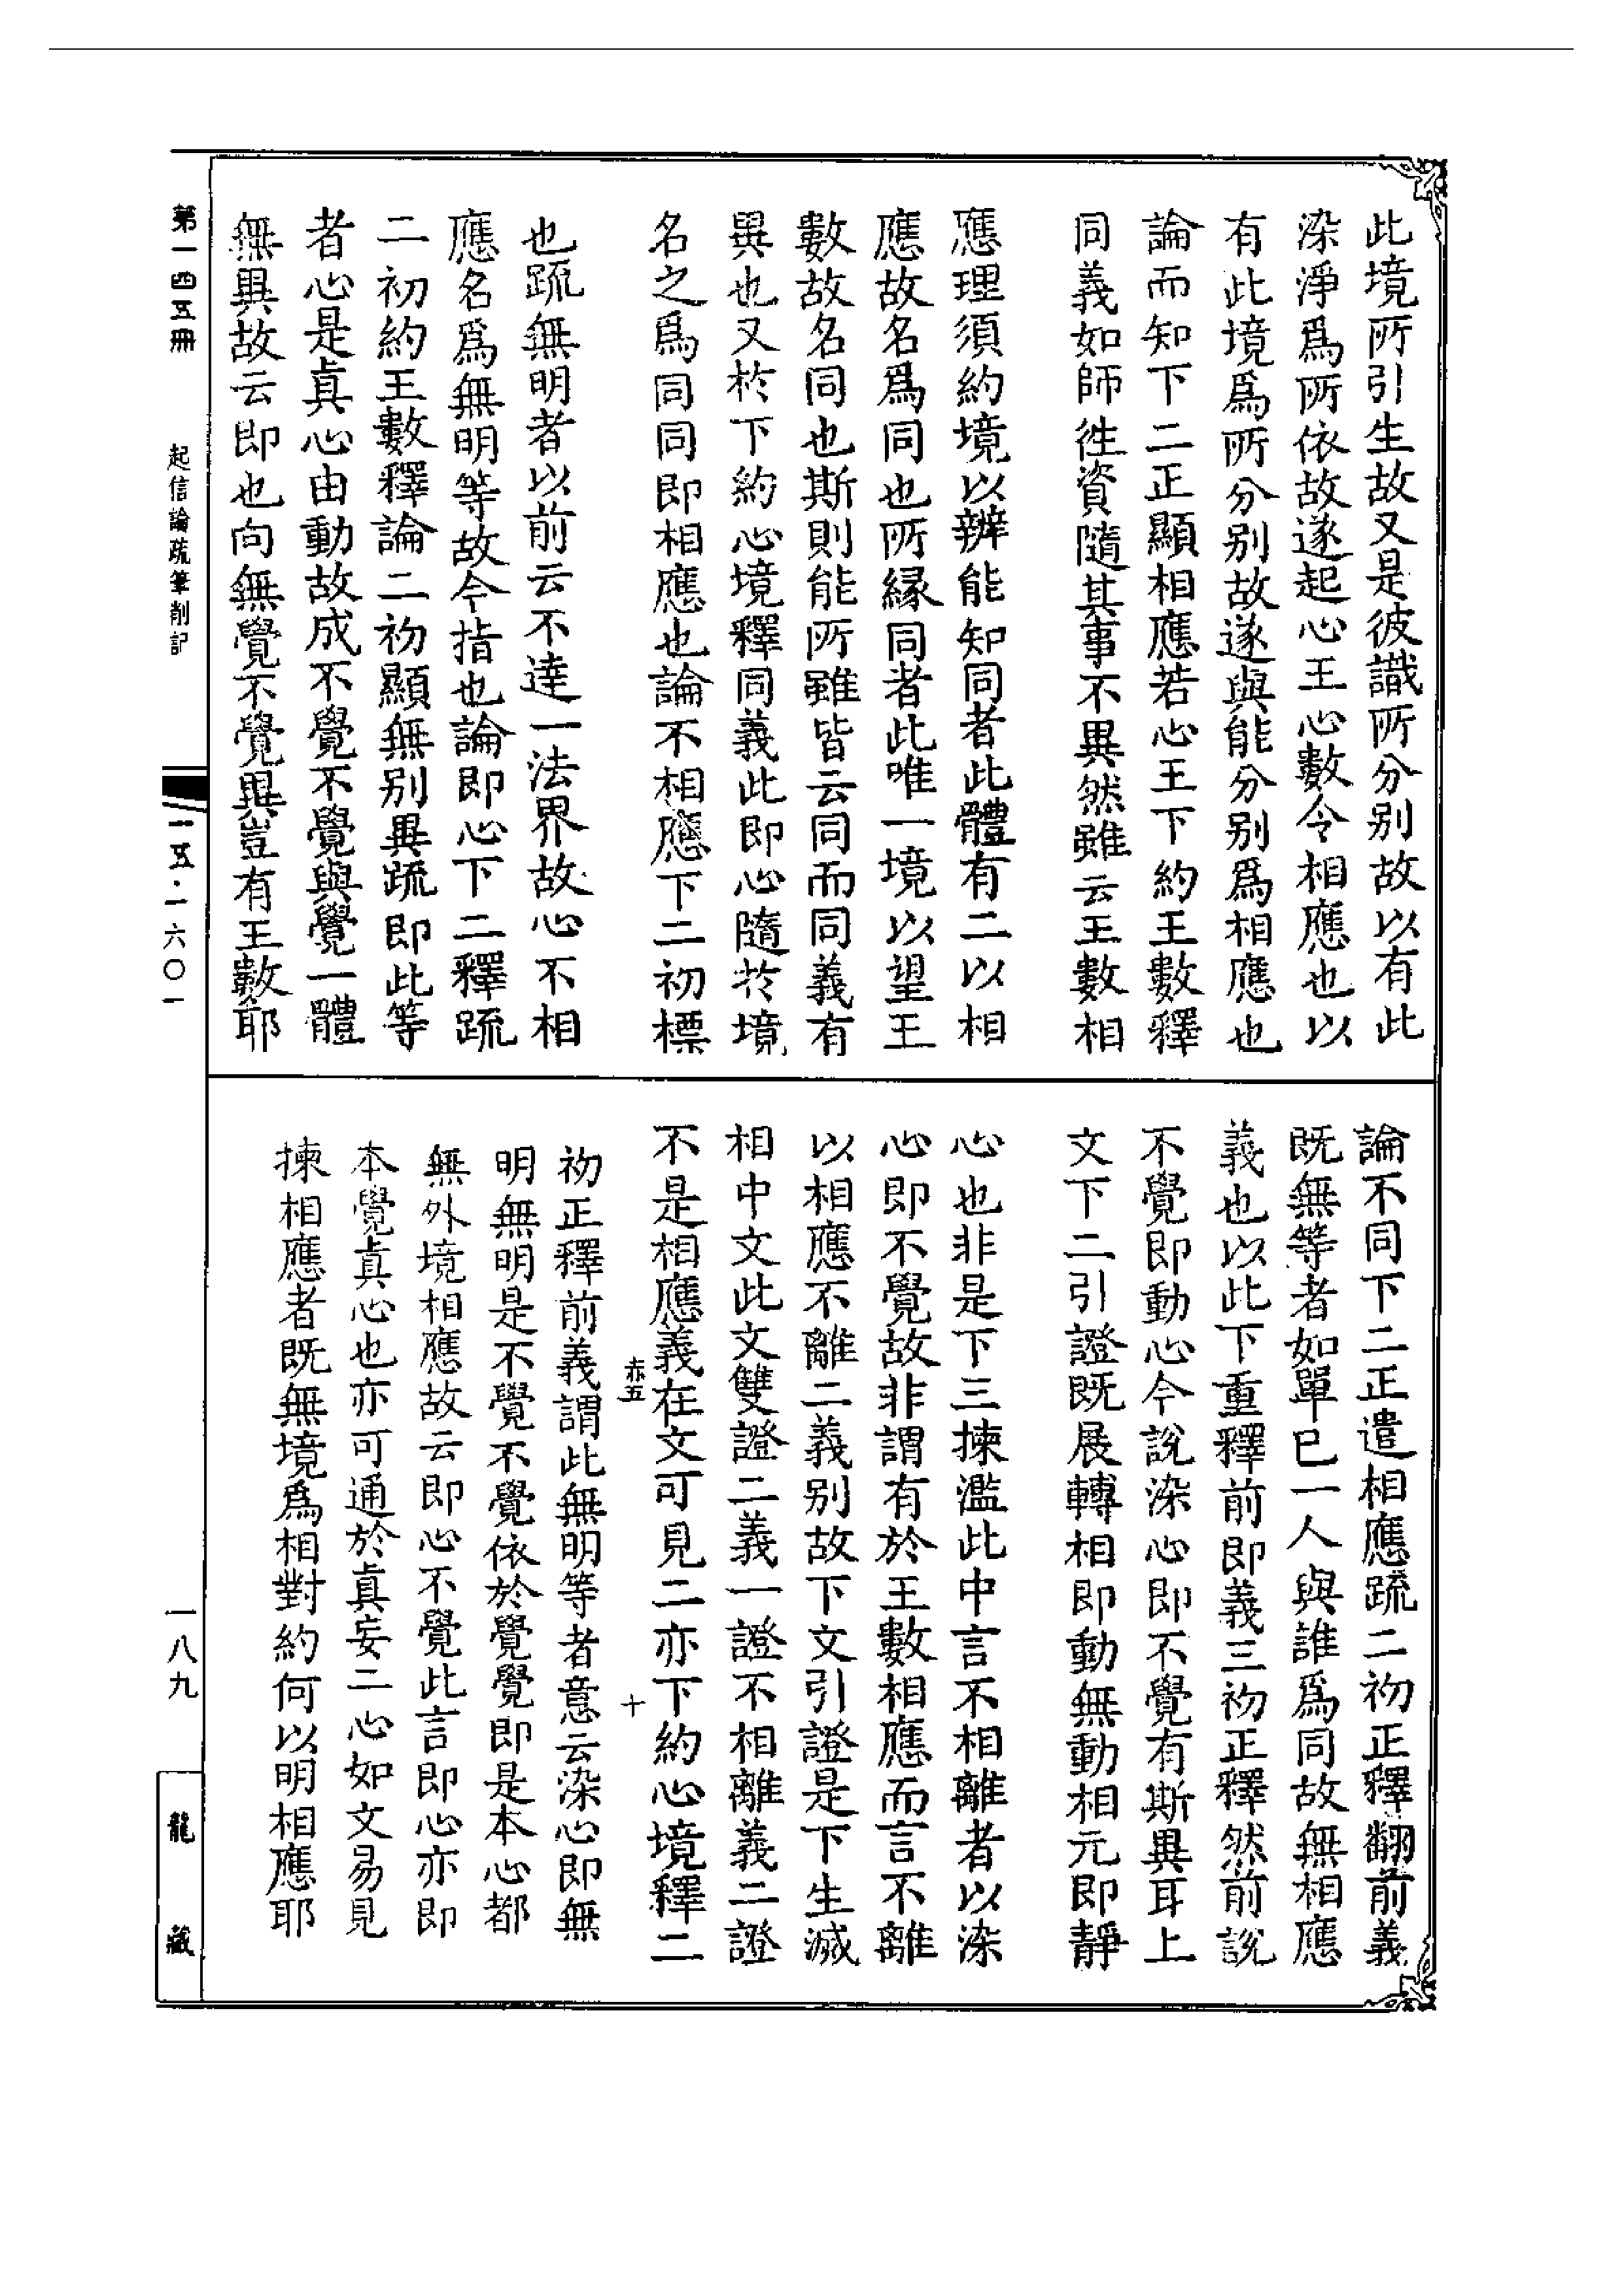 此境所引生故又是彼識所分别故以有此
染淨爲所依故遂起心王心數令相應也以
有此境爲所分别故遂與能分别爲相應也
論而知下二正顯相應若心王下約王數釋
同義如師徃資隨其事不異然雖云王數相
應理須約境以辨能知同者此體有二以相
應故名爲同也所縁同者此唯一境以望王
數故名同也斯則能所雖皆云同而同義有
異也又於下約心境釋同義此即心隨於境
名之爲同同即相應也論不相應下二初標
也䟽無明者以前云不達一法界故心不相
應名爲無明等故今指也論即心下二釋䟽
二初約王數釋論二初顯無别異䟽即此等
者心是真心由動故成不覺不覺與覺一體
無異故云即也向無覺不覺異豈有王數耶
論不同下二正遣相應䟽二初正釋翻前義
既無等者如單已一人與誰爲同故無相應
義也以此下重釋前即義三初正釋然前説
不覺即動心今説染心即不覺有斯異耳上
文下二引證既展轉相即動無動相元即靜
心也非是下三揀濫此中言不相離者以染
心即不覺故非謂有於王數相應而言不離
以相應不離二義别故下文引證是下生滅
相中文此文雙證二義一證不相離義二證
不是相應義在文可見二亦下約心境釋二
赤五
十
初正釋前義謂此無明等者意云染心即無
明無明是不覺不覺依於覺覺即是本心都
無外境相應故云即心不覺此言即心亦即
本覺真心也亦可通於真妄二心如文易見
揀相應者既無境爲相對約何以明相應耶
第一四五冊
起信論疏筆削記
一五·一六〇一
一八九
龍藏